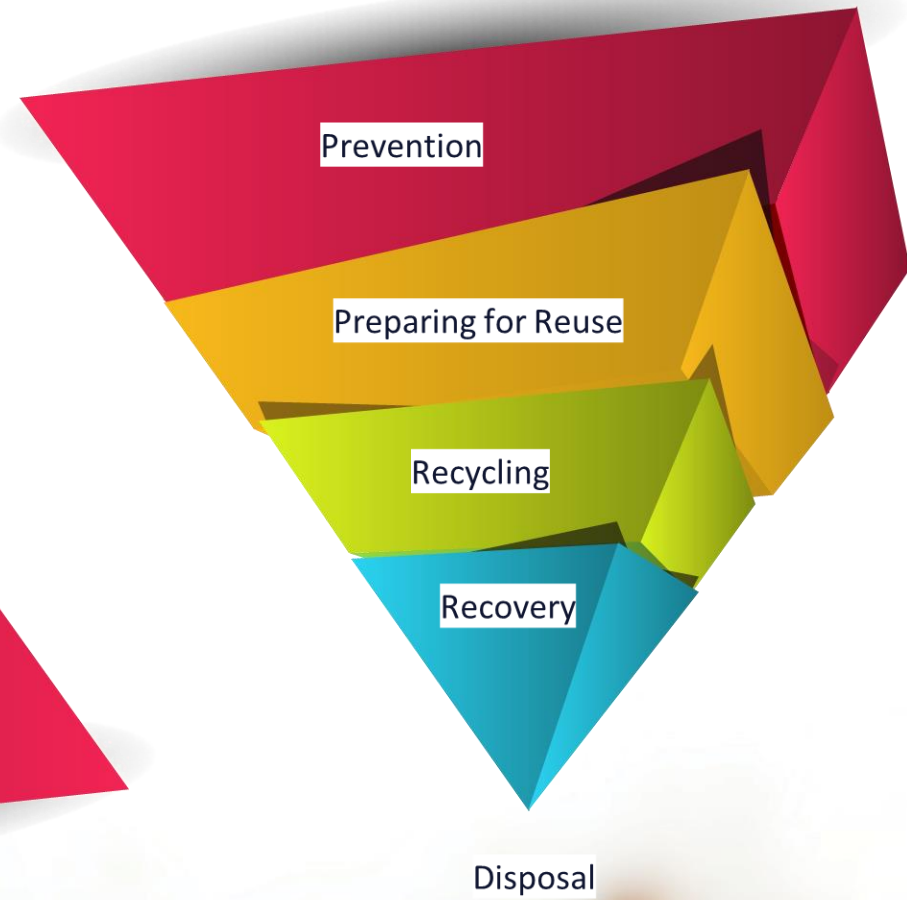 Prevention
Preparing for Reuse
Recycling
Recovery
Disposal